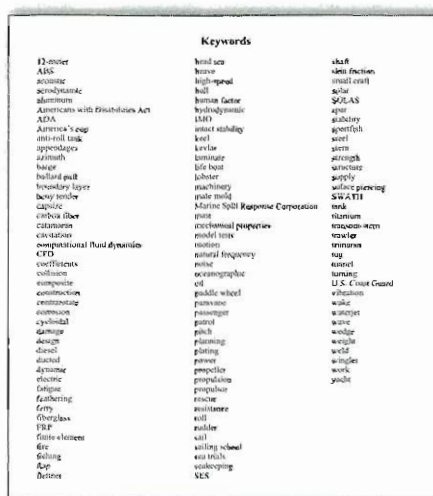 Keywords
12-meter
ABS
acoustic
aerodynamic
aluminum
Americans with Disabilities Act
ADA
America's cup
anti-roll tank
appendages
azimuth
barge
bollard pull
boundary layer
buoy tender
capsize
carbon fiber
catamaran
cavitation
computational fluid dynamics
CFD
coefficients
collision
composite
construction
contrarotate
corrosion
cycloidal
damage
design
diesel
ducted
dynamic
electric
fatigue
feathering
ferry
fiberglass
FRP
finite element
fire
fishing
flap
head sea
heave
high-speed
hull
human factor
hydrodynamic
IMO
intact stability
keel
kevlar
laminate
life boat
lobster
machinery
male mold
Marine Spill Response Corporation
mast
mechanical properties
model tests
motion
natural frequency
noise
oceanographic
oil
paddle wheel
paravane
passenger
patrol
pitch
planning
plating
power
propeller
propulsion
propulsor
rescue
resistance
roll
rudder
sail
sailing school
sea trials
seakeeping
SES
shaft
skin friction
small craft
solar
SOLAS
spar
stability
sportfish
steel
stern
strength
structure
supply
suface piercing
SWATH
tank
titanium
transom stern
trawler
trimaran
tug
tunnel
turning
U.S. Coast Guard
vibration
wake
waterjet
wave
wedge
weight
weld
winglet
work
yacht